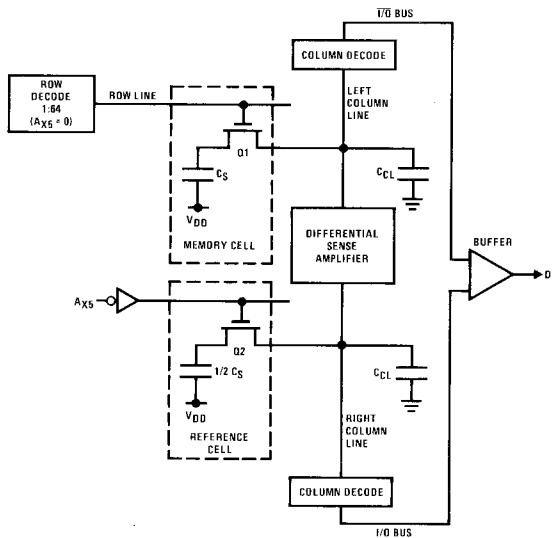 I/O BUS
COLUMN DECODE
ROW
DECODE
1:64
(AX5 = 0)
ROW LINE
LEFT
COLUMN
LINE
Q1
CS
CCL
VDD
MEMORY CELL
DIFFERENTIAL
SENSE
AMPLIFIER
BUFFER
D
AX5
Q2
1/2 CS
CCL
VDD
REFERENCE
CELL
RIGHT
COLUMN
LINE
COLUMN DECODE
I/O BUS